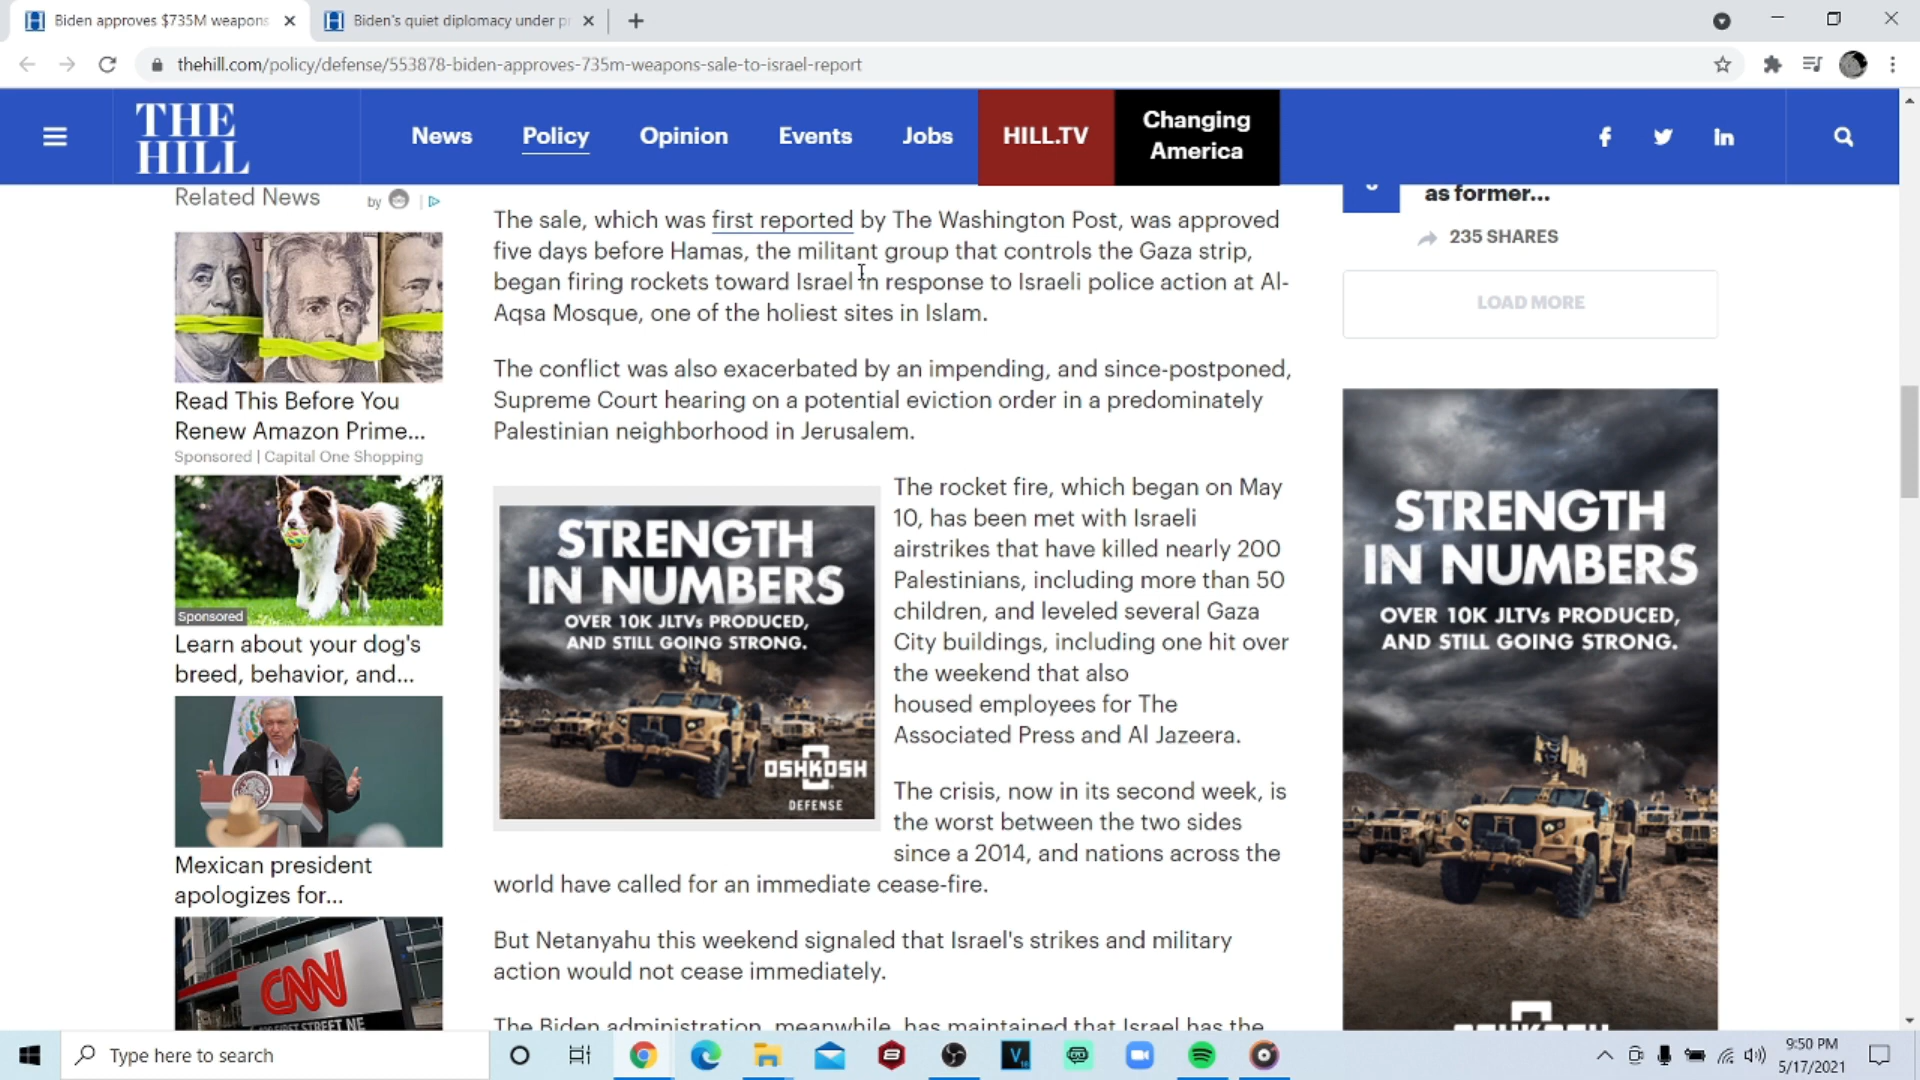 Biden approves $735M weapons
Biden's quiet diplomacy under pr
thehill.com/policy/defense/553878-biden-approves-735m-weapons-sale-to-israel-report
THE
HILL
News
Policy
Opinion
Events
Jobs
HILL.TV
Changing
America
Related News
by
Read This Before You
Renew Amazon Prime...
Sponsored | Capital One Shopping
Sponsored
Learn about your dog's
breed, behavior, and...
Mexican president
apologizes for...
CNN
The sale, which was first reported by The Washington Post, was approved
five days before Hamas, the militant group that controls the Gaza strip,
began firing rockets toward Israel in response to Israeli police action at Al-
Aqsa Mosque, one of the holiest sites in Islam.
The conflict was also exacerbated by an impending, and since-postponed,
Supreme Court hearing on a potential eviction order in a predominately
Palestinian neighborhood in Jerusalem.
STRENGTH
IN NUMBERS
OVER 10K JLTVs PRODUCED,
AND STILL GOING STRONG.
OSHKOSH
DEFENSE
The rocket fire, which began on May
10, has been met with Israeli
airstrikes that have killed nearly 200
Palestinians, including more than 50
children, and leveled several Gaza
City buildings, including one hit over
the weekend that also
housed employees for The
Associated Press and Al Jazeera.
The crisis, now in its second week, is
the worst between the two sides
since a 2014, and nations across the
world have called for an immediate cease-fire.
But Netanyahu this weekend signaled that Israel's strikes and military
action would not cease immediately.
The Biden administration, meanwhile, has maintained that Israel has the
as former...
235 SHARES
LOAD MORE
STRENGTH
IN NUMBERS
OVER 10K JLTVs PRODUCED,
AND STILL GOING STRONG.
OSHKOSH
Type here to search
9:50 PM
5/17/2021